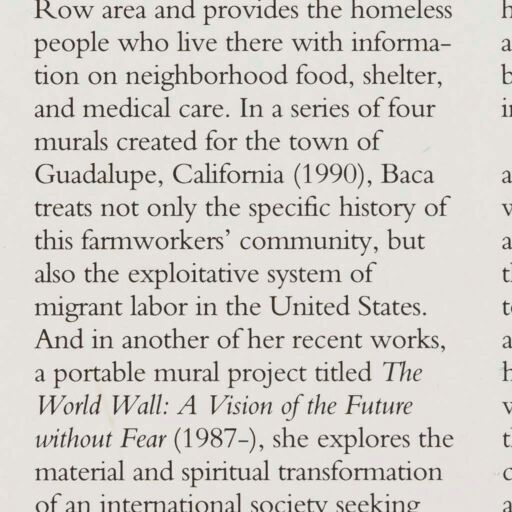 Row area and provides the homeless
people who live there with informa-
tion on neighborhood food, shelter,
and medical care. In a series of four
murals created for the town of
Guadalupe, California (1990), Baca
treats not only the specific history of
this farmworkers’ community, but
also the exploitative system of
migrant labor in the United States.
And in another of her recent works,
a portable mural project titled The
World Wall: A Vision of the Future
without Fear (1987-), she explores the
material and spiritual transformation
of an international society seeking